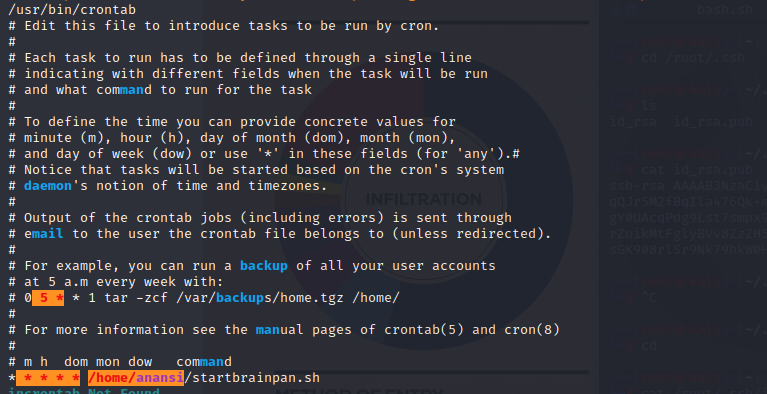 /usr/bin/crontab
# Edit this file to introduce tasks to be run by cron.
#
# Each task to run has to be defined through a single line
# indicating with different fields when the task will be run
# and what command to run for the task
#
# To define the time you can provide concrete values for
# minute (m), hour (h), day of month (dom), month (mon),
# and day of week (dow) or use '*' in these fields (for 'any').#
# Notice that tasks will be started based on the cron's system
# daemon's notion of time and timezones.
#
# Output of the crontab jobs (including errors) is sent through
# email to the user the crontab file belongs to (unless redirected).
#
# For example, you can run a backup of all your user accounts
# at 5 a.m every week with:
# 0 5 * * 1 tar -zcf /var/backups/home.tgz /home/
#
# For more information see the manual pages of crontab(5) and cron(8)
#
# m h  dom mon dow   command
* * * * * /home/anansi/startbrainpan.sh
incrontab Not Found
INFILTRATION
METHOD OF ENTRY
bash.sh
cd /root/.ssh
ls
id_rsa id_rsa.pub
cat id_rsa.pub
^C
cd